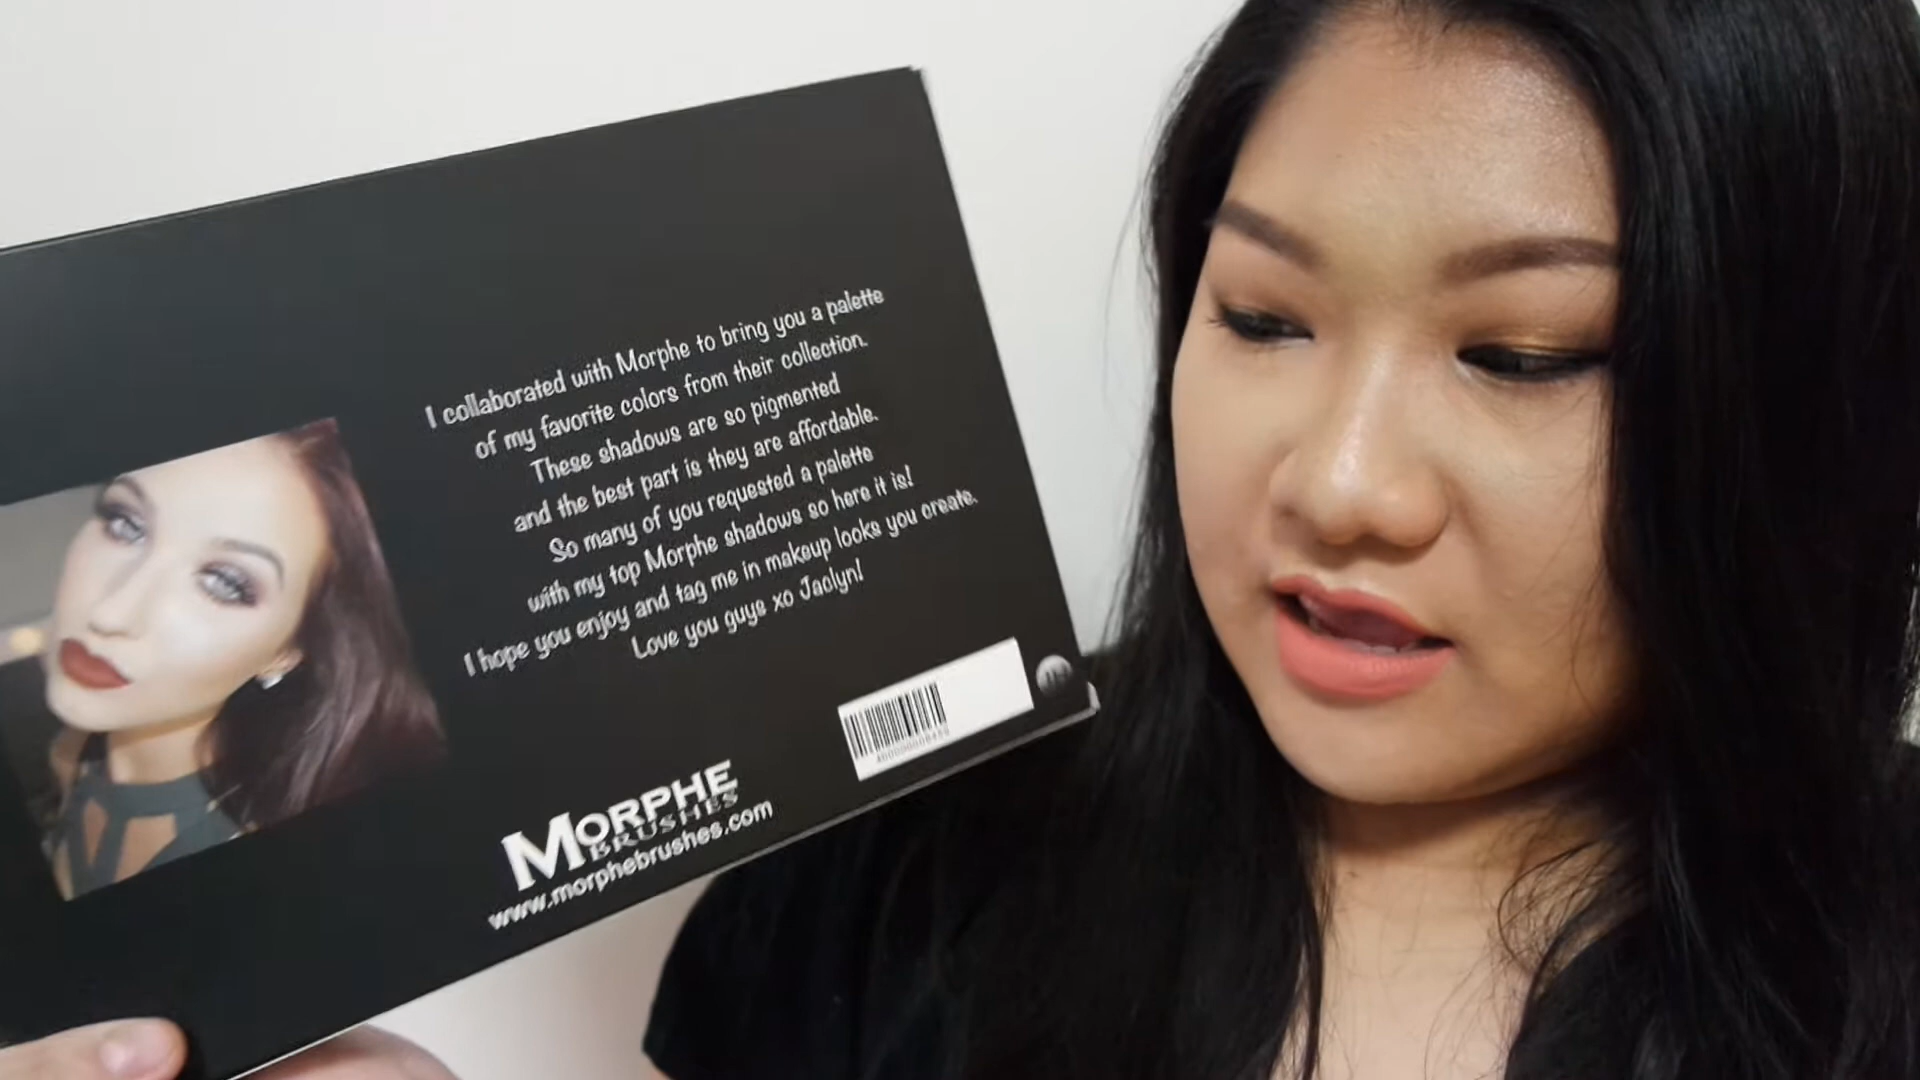 I collaborated with Morphe to bring you a palette
of my favorite colors from their collection.
These shadows are so pigmented
and the best part is they are affordable.
So many of you requested a palette
with my top Morphe shadows so here it is!
I hope you enjoy and tag me in makeup looks you create.
Love you guys xo Jaclyn!
MORPHE
BRUSHES
www.morphebrushes.com